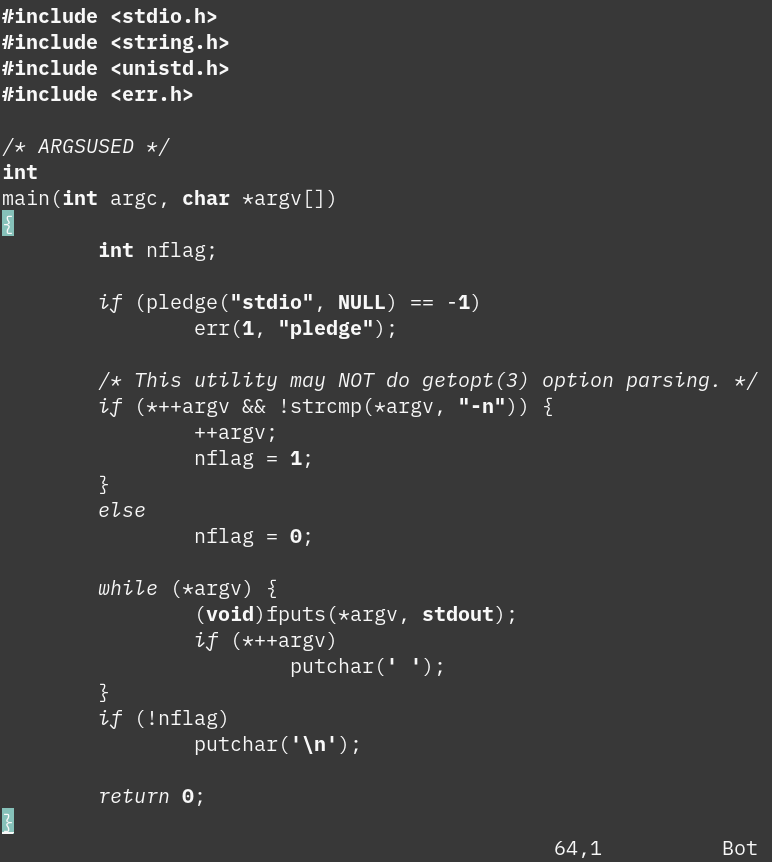 #include <stdio.h>
#include <string.h>
#include <unistd.h>
#include <err.h>

/* ARGSUSED */
int
main(int argc, char *argv[])
{
        int nflag;

        if (pledge("stdio", NULL) == -1)
                err(1, "pledge");

        /* This utility may NOT do getopt(3) option parsing. */
        if (*++argv && !strcmp(*argv, "-n")) {
                ++argv;
                nflag = 1;
        }
        else
                nflag = 0;

        while (*argv) {
                (void)fputs(*argv, stdout);
                if (*++argv)
                        putchar(' ');
        }
        if (!nflag)
                putchar('\n');

        return 0;
}
64,1 Bot